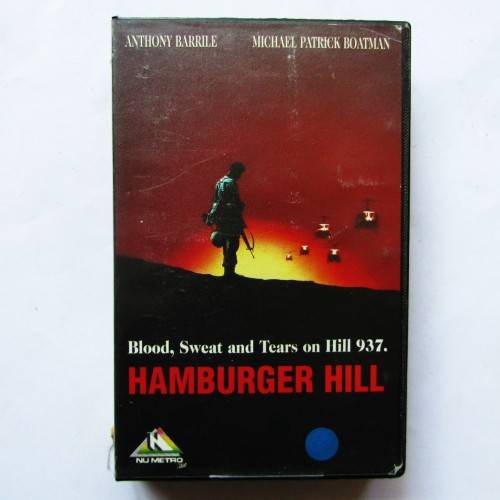 ANTHONY BARRILE MICHAEL PATRICK BOATMAN
Blood, Sweat and Tears on Hill 937.
HAMBURGER HILL
NU METRO